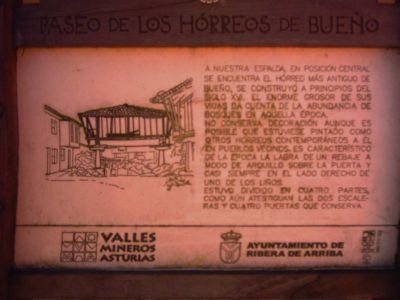 PASEO DE LOS HÓRREOS DE BUEÑO
A NUESTRA ESPALDA, EN POSICIÓN CENTRAL
SE ENCUENTRA EL HÓRREO MÁS ANTIGUO DE
BUEÑO, SE CONSTRUYÓ A PRINCIPIOS DEL
SIGLO XVI. EL ENORME GROSOR DE SUS
VIGAS DA CUENTA DE LA ABUNDANCIA DE
BOSQUES EN AQUELLA ÉPOCA.
NO CONSERVA DECORACIÓN AUNQUE ES
POSIBLE QUE ESTUVIESE PINTADO COMO
OTROS HÓRREOS CONTEMPORÁNEOS A ÉL
EN PUEBLOS VECINOS. ES CARACTERÍSTICO
DE LA ÉPOCA LA LABRA DE UN REBAJE A
MODO DE ARQUILLO SOBRE LA PUERTA Y
CASI SIEMPRE EN EL LADO DERECHO DE
UNO DE LOS LIÑOS.
ESTUVO DIVIDIDO EN CUATRO PARTES,
COMO AÚN ATESTIGUAN LAS DOS ESCALE-
RAS Y CUATRO PUERTAS QUE CONSERVA.
VALLES
MINEROS
ASTURIAS
AYUNTAMIENTO DE
RIBERA DE ARRIBA